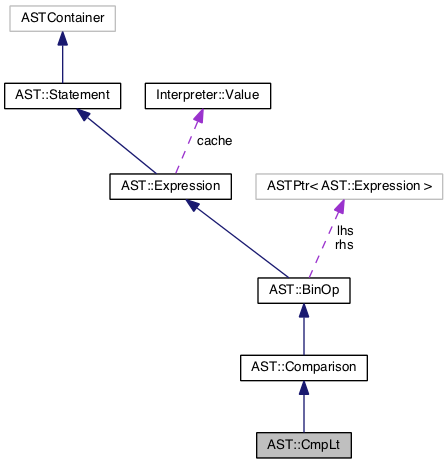 ASTContainer
AST::Statement
Interpreter::Value
cache
AST::Expression
ASTPtr< AST::Expression >
lhs
rhs
AST::BinOp
AST::Comparison
AST::CmpLt